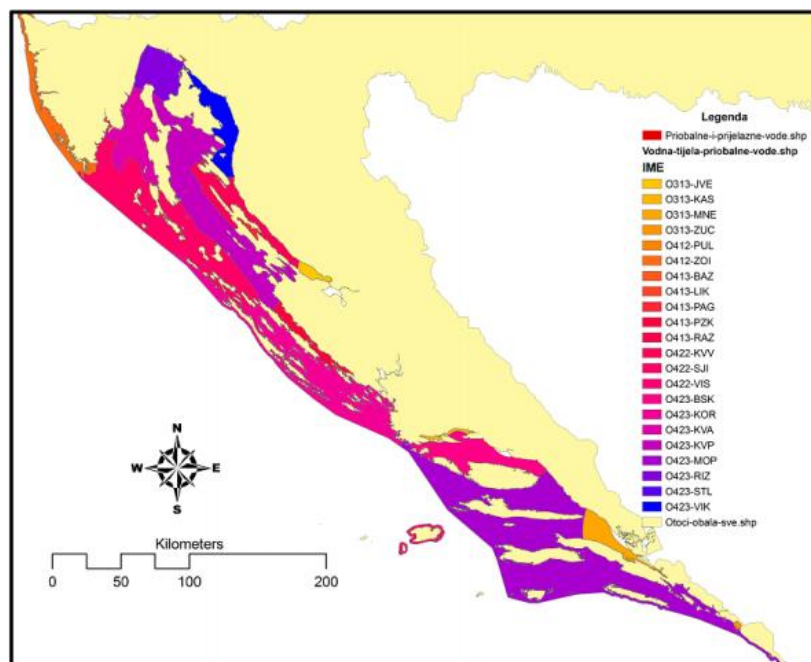 Legenda
Priobalne-i-prijelazne-vode.shp
Vodna-tijela-priobalne-vode.shp
IME
O313-JVE
O313-KAS
O313-MNE
O313-ZUC
O412-PUL
O412-ZOI
O413-BAZ
O413-LIK
O413-PAG
O413-PZK
O413-RAZ
O422-KVV
O422-SJI
O422-VIS
O423-BSK
O423-KOR
O423-KVA
O423-KVP
O423-MOP
O423-RIZ
O423-STL
O423-VIK
Otoci-obala-sve.shp
N
W E
S
Kilometers
0 50 100 200